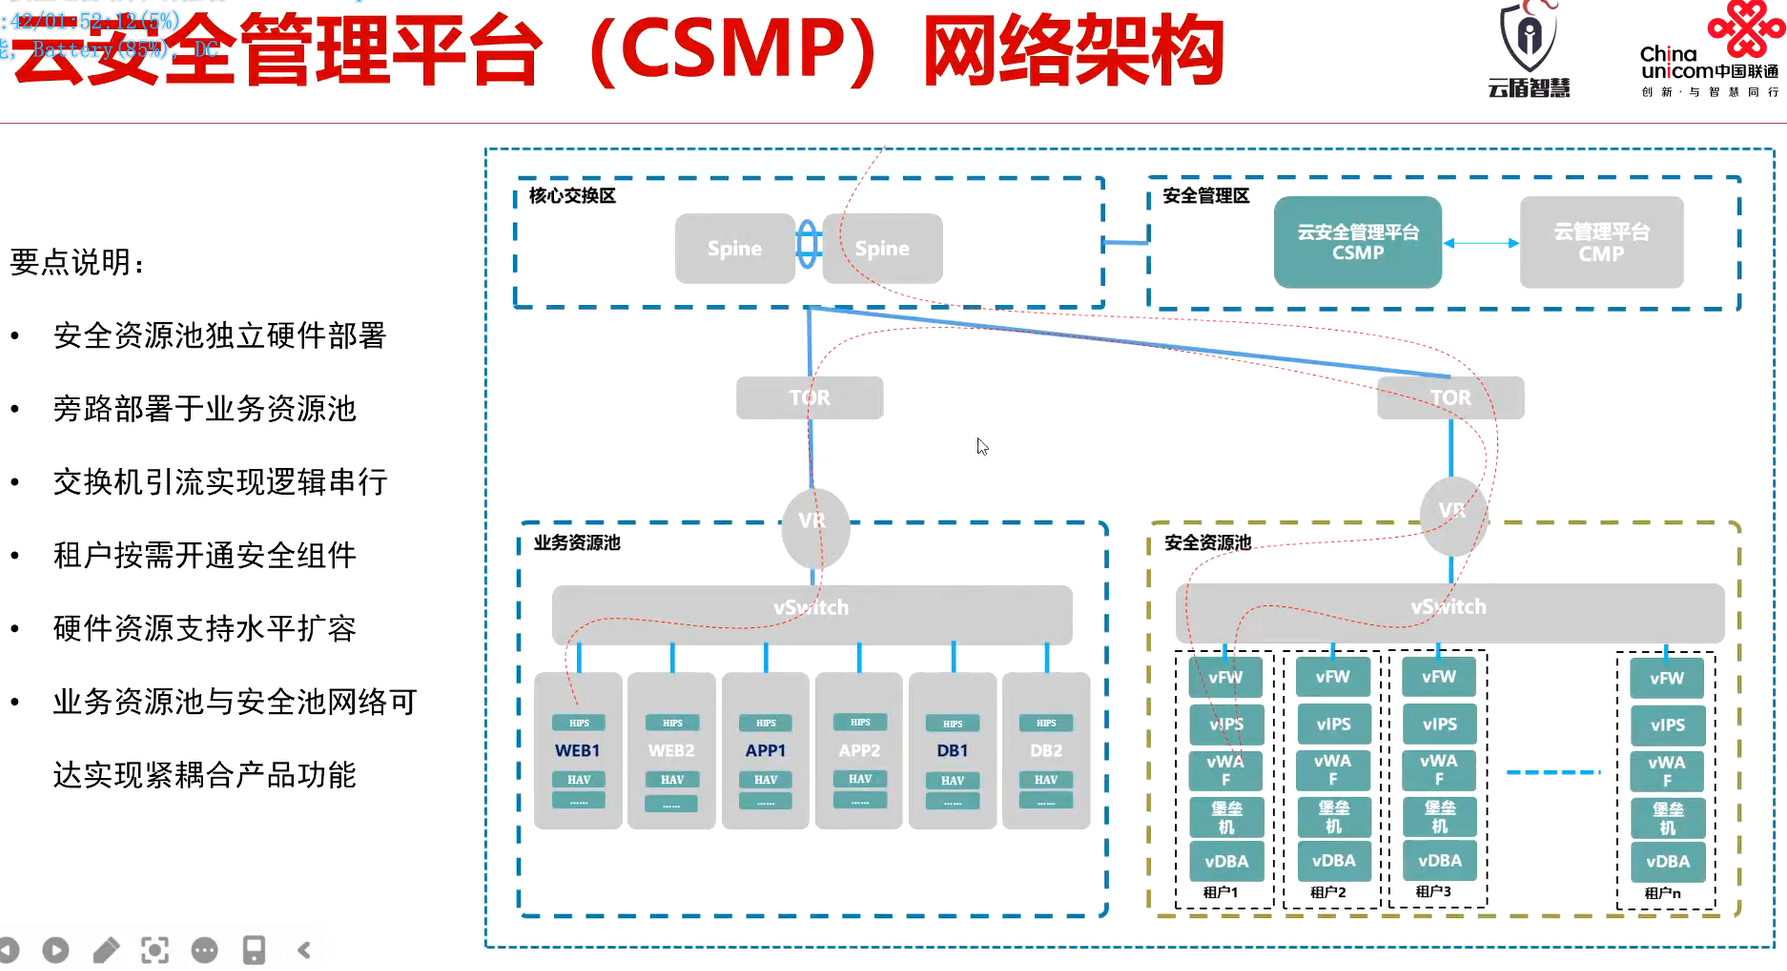 :42/01:52:12(5%)
Battery(85%), DC
云安全管理平台（CSMP）网络架构
云盾智慧
China
unicom中国联通
创新·与智慧同行
要点说明：
• 安全资源池独立硬件部署
• 旁路部署于业务资源池
• 交换机引流实现逻辑串行
• 租户按需开通安全组件
• 硬件资源支持水平扩容
• 业务资源池与安全池网络可
达实现紧耦合产品功能
核心交换区
Spine
Spine
安全管理区
云安全管理平台
CSMP
云管理平台
CMP
TOR
TOR
VR
VR
业务资源池
vSwitch
HIPS
WEB1
HAV
......
HIPS
WEB2
HAV
......
HIPS
APP1
HAV
......
HIPS
APP2
HAV
......
HIPS
DB1
HAV
......
HIPS
DB2
HAV
......
安全资源池
vSwitch
vFW
vIPS
vWA
F
堡垒
机
vDBA
租户1
vFW
vIPS
vWA
F
堡垒
机
vDBA
租户2
vFW
vIPS
vWA
F
堡垒
机
vDBA
租户3
vFW
vIPS
vWA
F
堡垒
机
vDBA
租户n